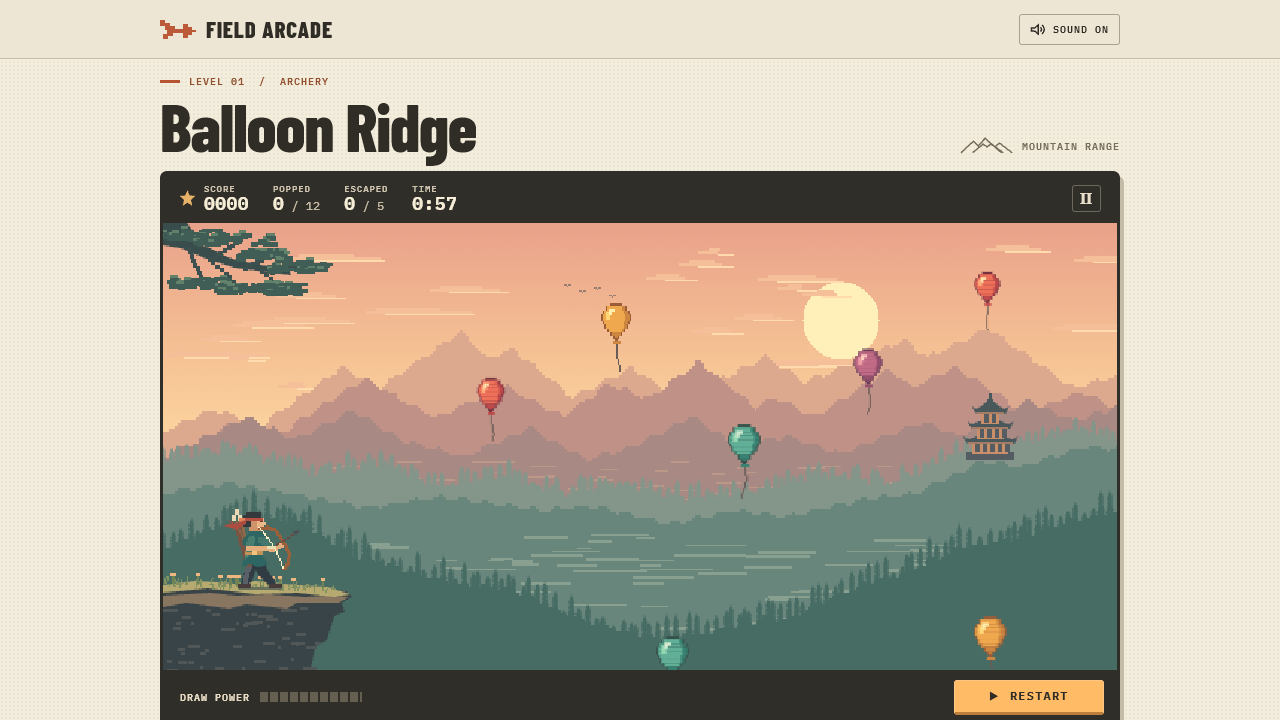 FIELD ARCADE
SOUND ON
LEVEL 01 / ARCHERY
Balloon Ridge
MOUNTAIN RANGE
SCORE POPPED ESCAPED TIME
0000 0 / 12 0 / 5 0:57
DRAW POWER
RESTART